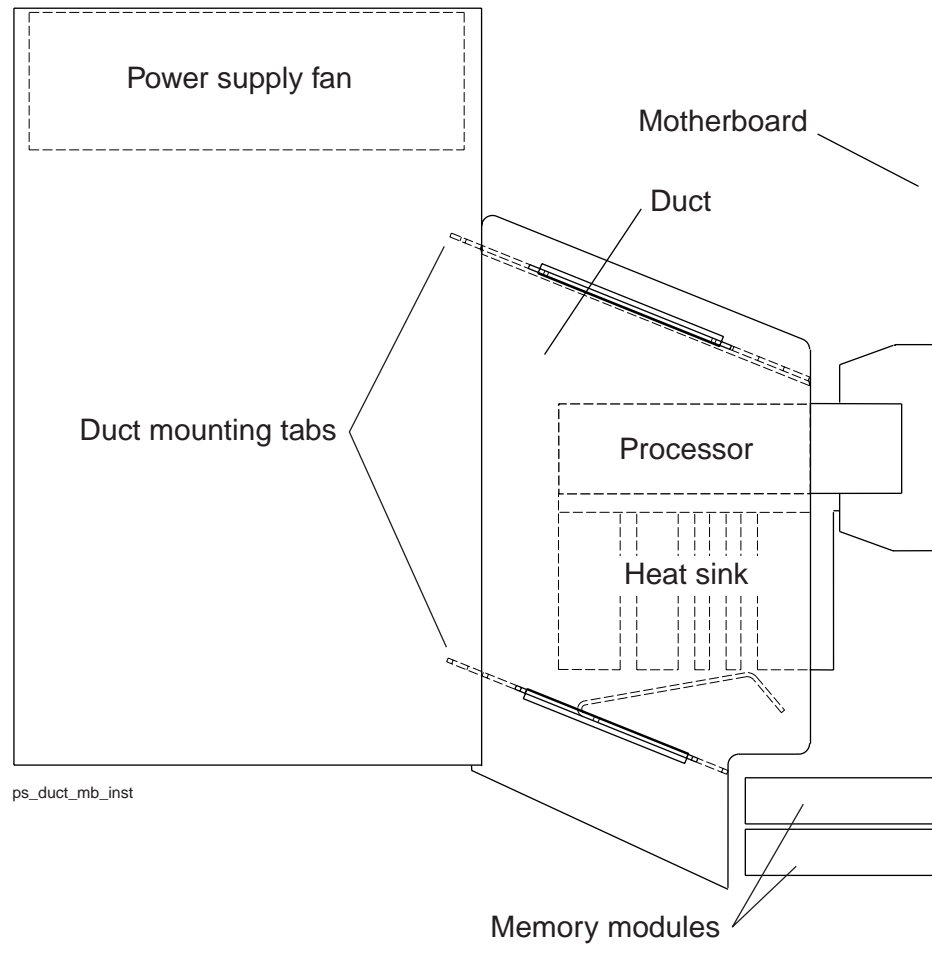 Power supply fan
Motherboard
Duct
Duct mounting tabs
Processor
Heat sink
ps_duct_mb_inst
Memory modules